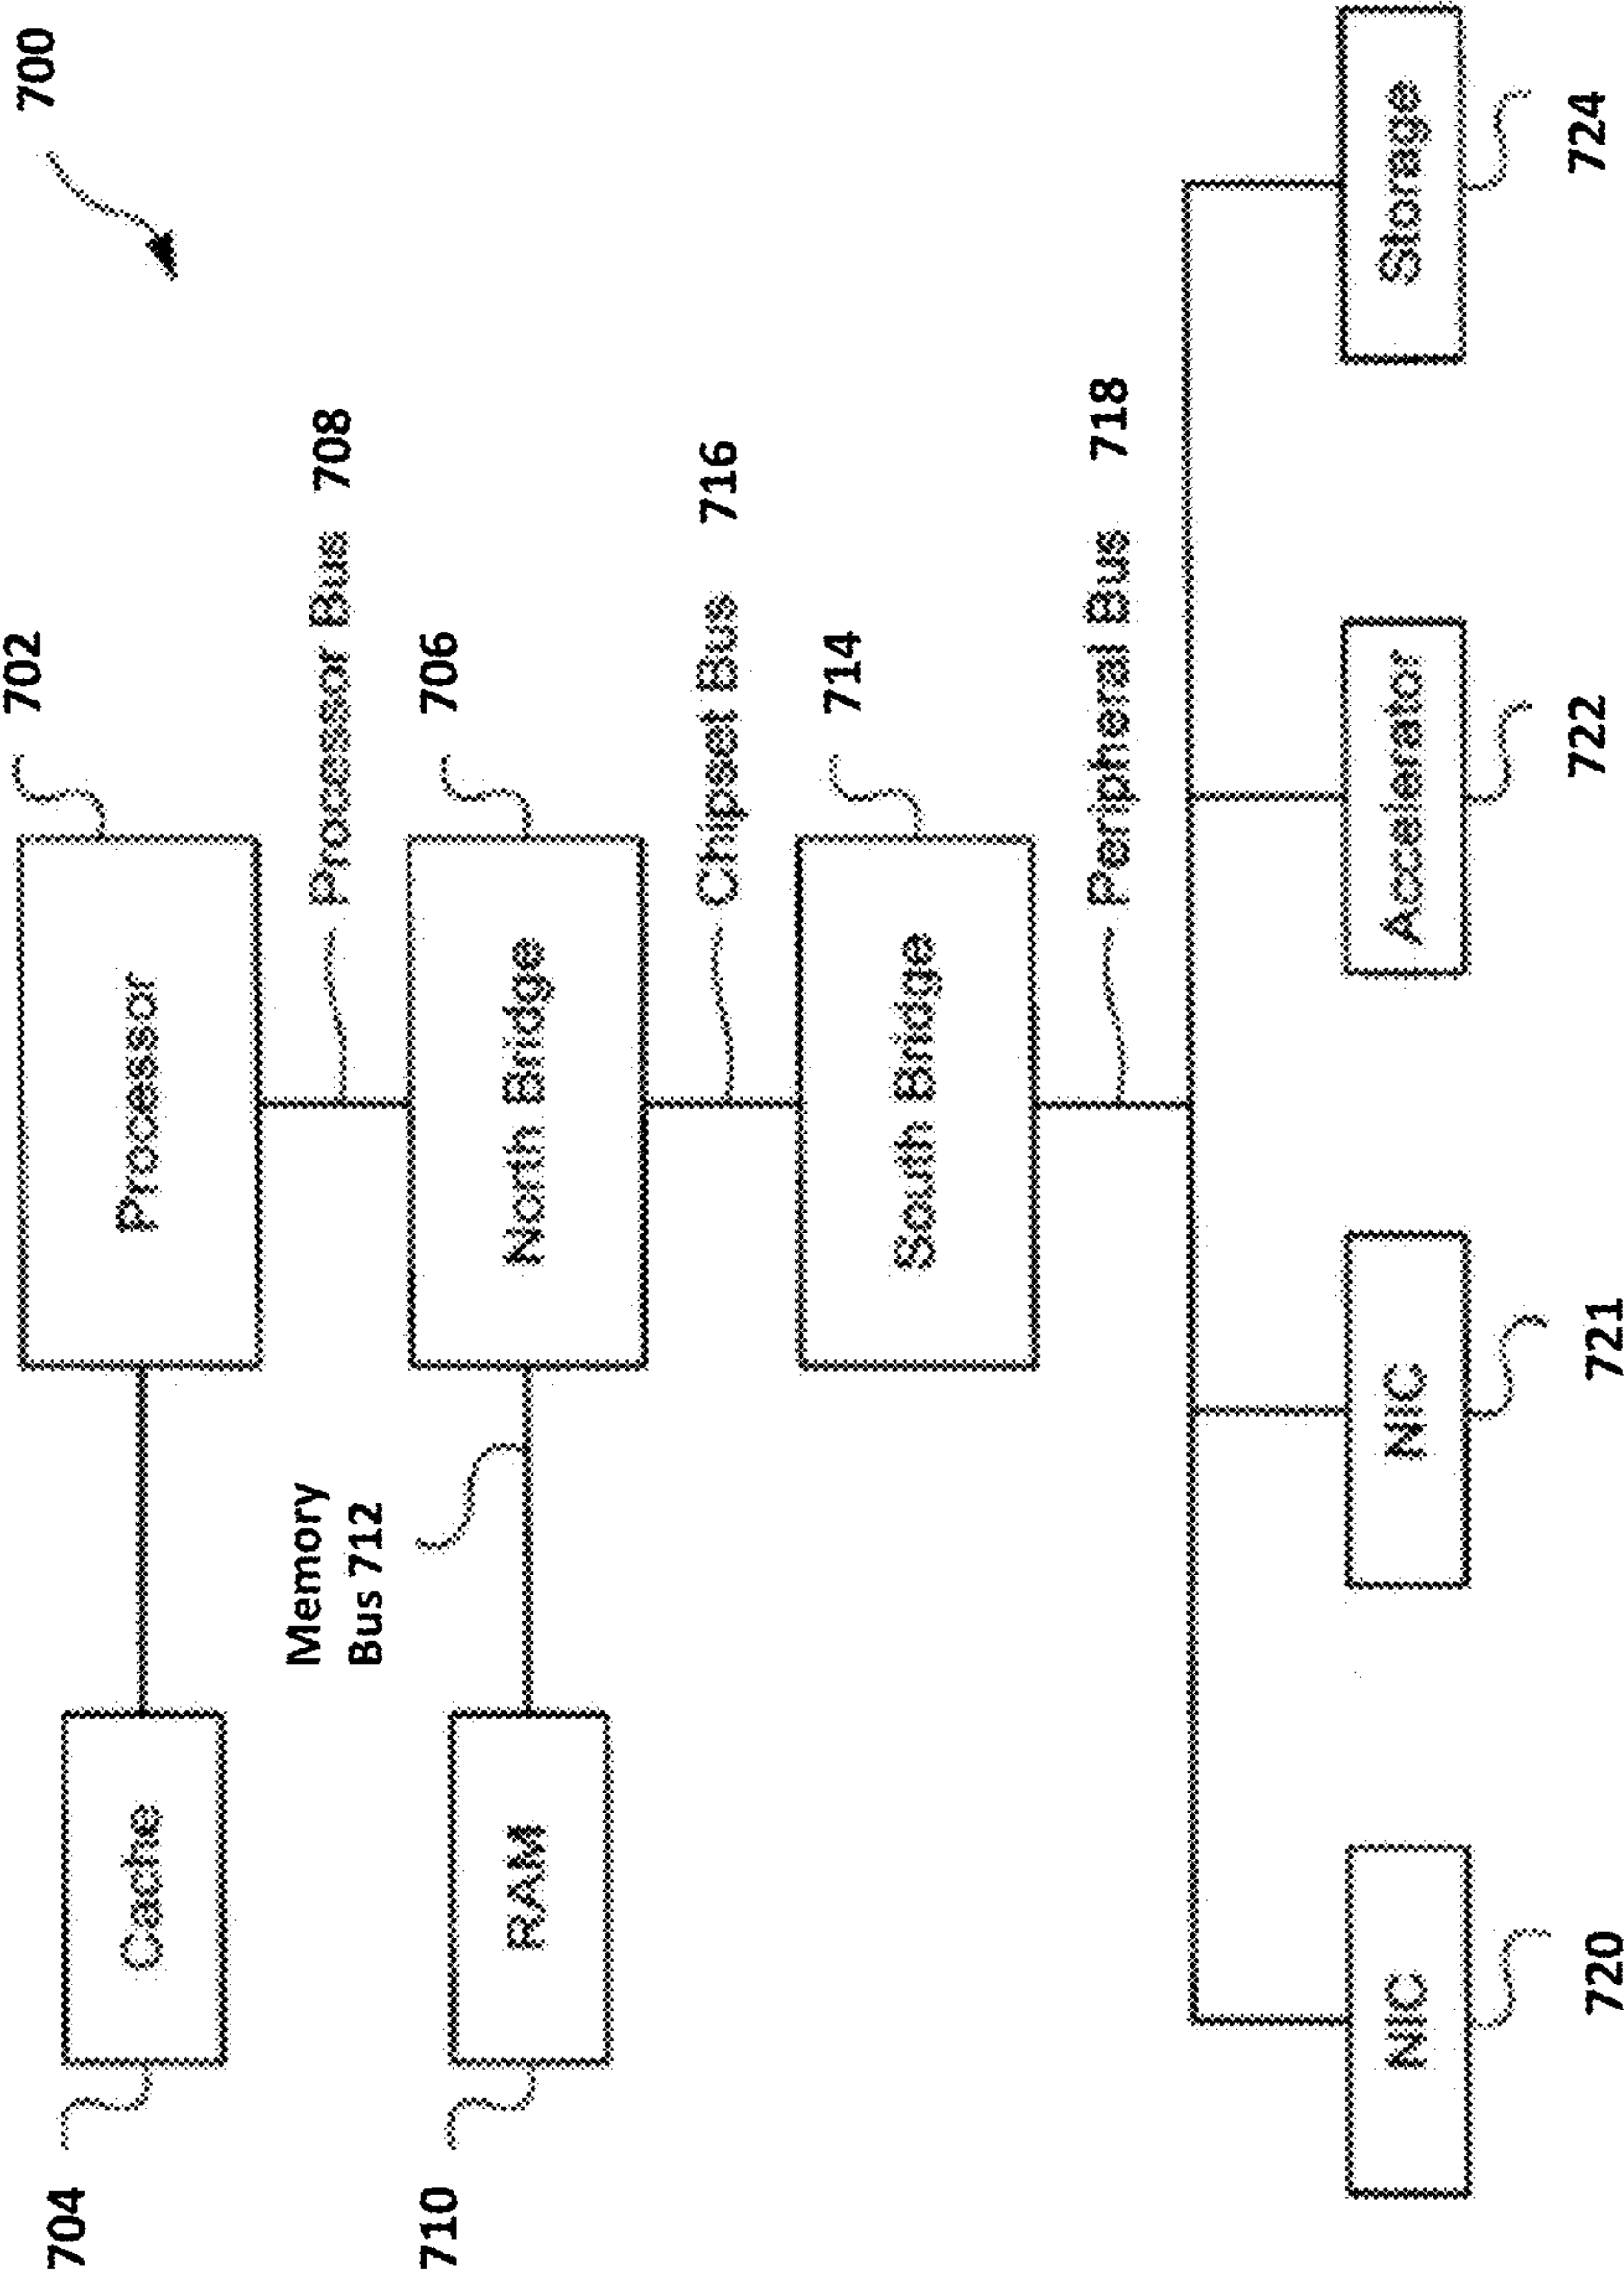 700
702
Processor
Cache
704
Processor Bus 708
706
North Bridge
Memory
Bus 712
RAM
710
Chipset Bus 716
714
South Bridge
Peripheral Bus 718
NIC
NIC
Accelerator
Storage
720
721
722
724